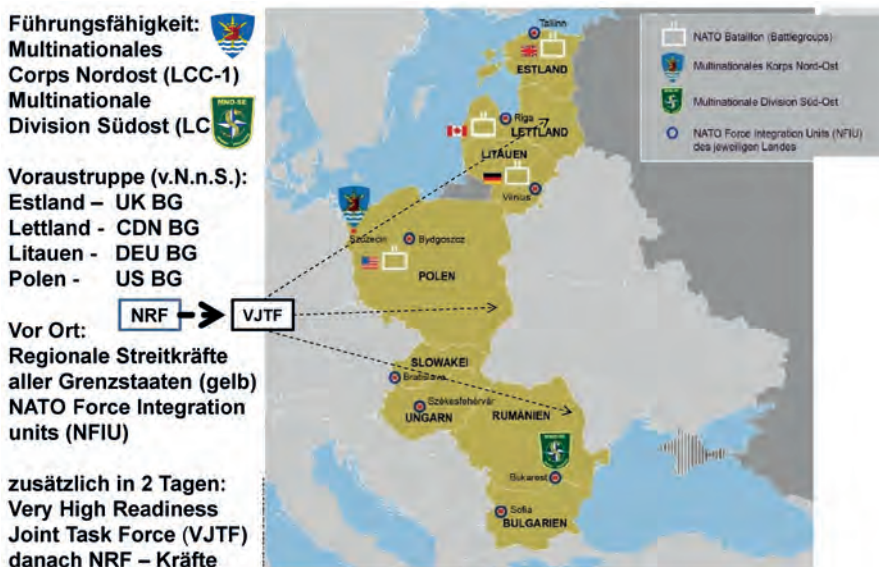 Führungsfähigkeit:
Multinationales
Corps Nordost (LCC-1)
Multinationale
Division Südost (LC
MND-SE
Voraustruppe (v.N.n.S.):
Estland – UK BG
Lettland - CDN BG
Litauen - DEU BG
Polen - US BG
NRF
VJTF
Vor Ort:
Regionale Streitkräfte
aller Grenzstaaten (gelb)
NATO Force Integration
units (NFIU)
zusätzlich in 2 Tagen:
Very High Readiness
Joint Task Force (VJTF)
danach NRF – Kräfte
Tallinn
ESTLAND
Riga
LETTLAND
LITAUEN
Vilnius
Szczecin
Bydgoszcz
POLEN
SLOWAKEI
Bratislava
Székesfehérvár
UNGARN
RUMÄNIEN
MND-SE
Bukarest
Sofia
BULGARIEN
NATO Bataillon (Battlegroups)
Multinationales Korps Nord-Ost
Multinationale Division Süd-Ost
NATO Force Integration Units (NFIU)
des jeweiligen Landes